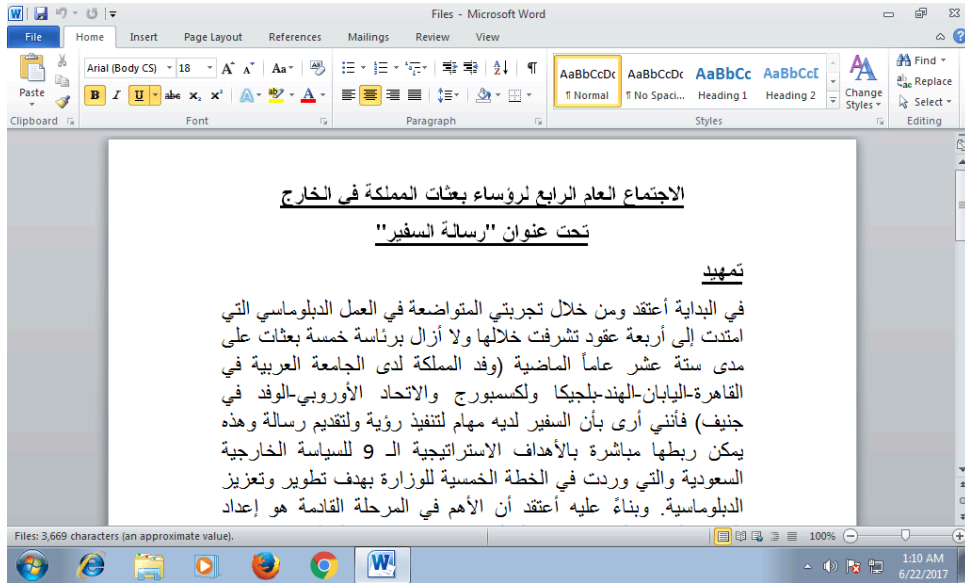 Files - Microsoft Word
File Home Insert Page Layout References Mailings Review View
Paste
Clipboard
Arial (Body CS) 18
Font
Paragraph
AaBbCcDc AaBbCcDc AaBbCc AaBbCcI
¶ Normal ¶ No Spaci... Heading 1 Heading 2
Change Styles
Styles
Find
Replace
Select
Editing
الاجتماع العام الرابع لرؤساء بعثات المملكة في الخارج
تحت عنوان "رسالة السفير"
تمهيد
في البداية أعتقد ومن خلال تجربتي المتواضعة في العمل الدبلوماسي التي
امتدت إلى أربعة عقود تشرفت خلالها ولا أزال برئاسة خمسة بعثات على
مدى ستة عشر عاماً الماضية (وفد المملكة لدى الجامعة العربية في
القاهرة-اليابان-الهند-بلجيكا ولكسمبورج والاتحاد الأوروبي-الوفد في
جنيف) فأنني أرى بأن السفير لديه مهام لتنفيذ رؤية ولتقديم رسالة وهذه
يمكن ربطها مباشرة بالأهداف الاستراتيجية الـ 9 للسياسة الخارجية
السعودية والتي وردت في الخطة الخمسية للوزارة بهدف تطوير وتعزيز
الدبلوماسية. وبناءً عليه أعتقد أن الأهم في المرحلة القادمة هو إعداد
Files: 3,669 characters (an approximate value).
100%
1:10 AM
6/22/2017